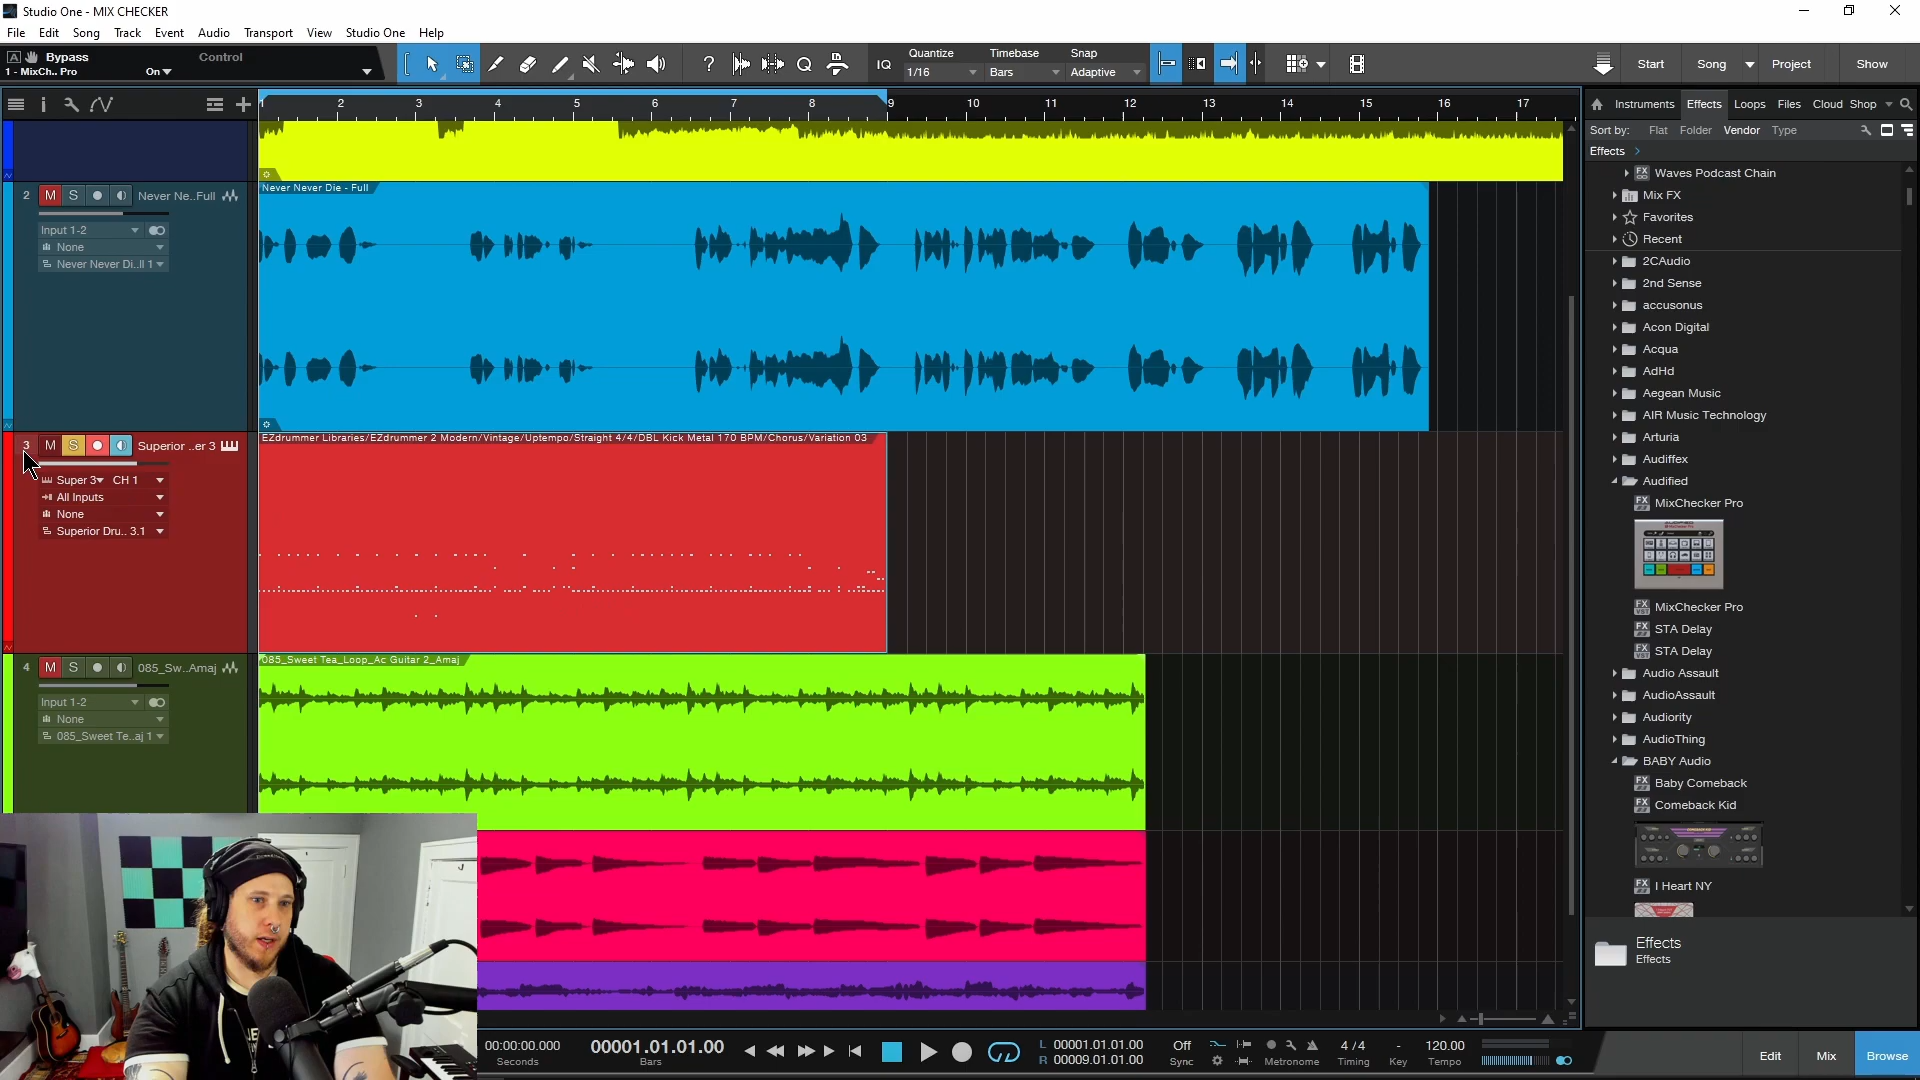 Studio One - MIX CHECKER
File Edit Song Track Event Audio Transport View Studio One Help
Bypass Control
1 - MixCh.. Pro On
IQ Quantize Timebase Snap
1/16 Bars Adaptive
Start Song Project Show
1 2 3 4 5 6 7 8 9 10 11 12 13 14 15 16 17
Instruments Effects Loops Files Cloud Shop
Sort by: Flat Folder Vendor Type
Effects
Waves Podcast Chain
Mix FX
Favorites
Recent
2CAudio
2nd Sense
accusonus
Acon Digital
Acqua
AdHd
Aegean Music
AIR Music Technology
Arturia
Audiffex
Audified
MixChecker Pro
MixChecker Pro
STA Delay
STA Delay
Audio Assault
AudioAssault
Audiority
AudioThing
BABY Audio
Baby Comeback
Comeback Kid
I Heart NY
Effects
Effects
2 M S Never Ne..Full
Input 1-2
None
Never Never Di..ll 1
Never Never Die - Full
3 M S Superior ..er 3
Super 3 CH 1
All Inputs
None
Superior Dru.. 3.1
EZdrummer Libraries/EZdrummer 2 Modern/Vintage/Uptempo/Straight 4/4/DBL Kick Metal 170 BPM/Chorus/Variation 03
4 M S 085_Sw..Amaj
Input 1-2
None
085_Sweet Te..aj 1
085_Sweet Tea_Loop_Ac Guitar 2_Amaj
00:00:00.000
Seconds
00001.01.01.00
Bars
L 00001.01.01.00
R 00009.01.01.00
Off
Sync
Metronome
4 / 4
Timing
-
Key
120.00
Tempo
Edit Mix Browse